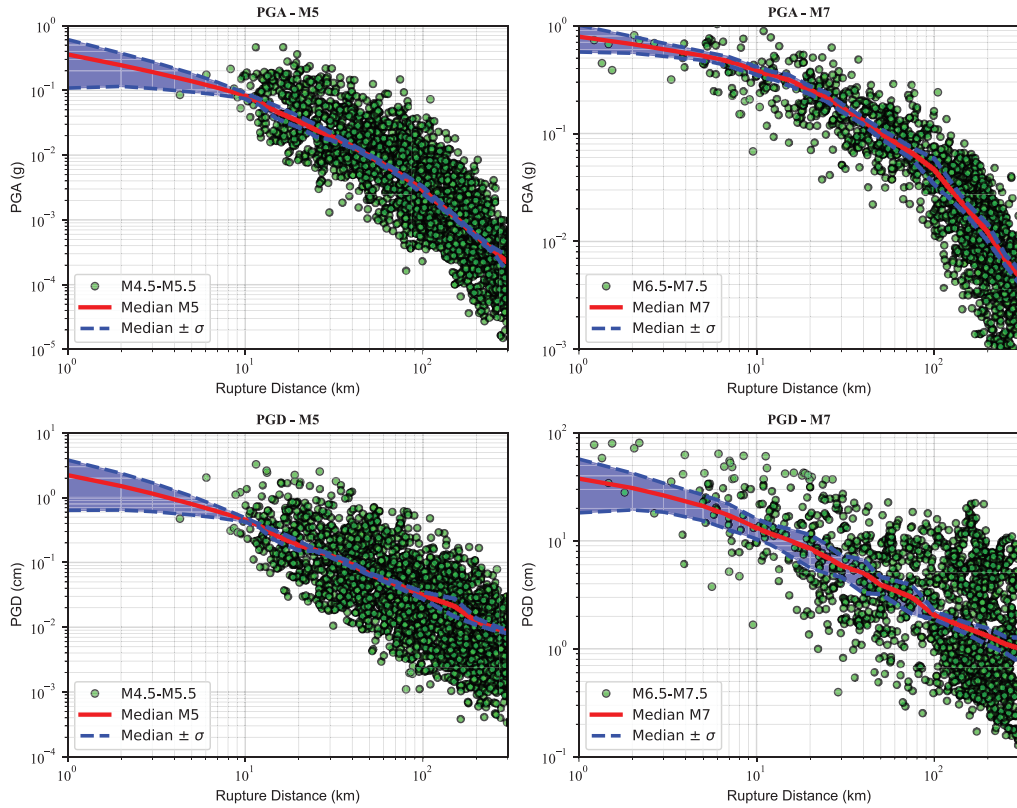 PGA - M5
10^0
10^-1
10^-2
10^-3
10^-4
10^-5
PGA (g)
M4.5-M5.5
Median M5
Median ± σ
10^0
10^1
10^2
Rupture Distance (km)
PGA - M7
10^0
10^-1
10^-2
10^-3
PGA (g)
M6.5-M7.5
Median M7
Median ± σ
10^0
10^1
10^2
Rupture Distance (km)
PGD - M5
10^1
10^0
10^-1
10^-2
10^-3
10^-4
PGD (cm)
M4.5-M5.5
Median M5
Median ± σ
10^0
10^1
10^2
Rupture Distance (km)
PGD - M7
10^2
10^1
10^0
10^-1
PGD (cm)
M6.5-M7.5
Median M7
Median ± σ
10^0
10^1
10^2
Rupture Distance (km)